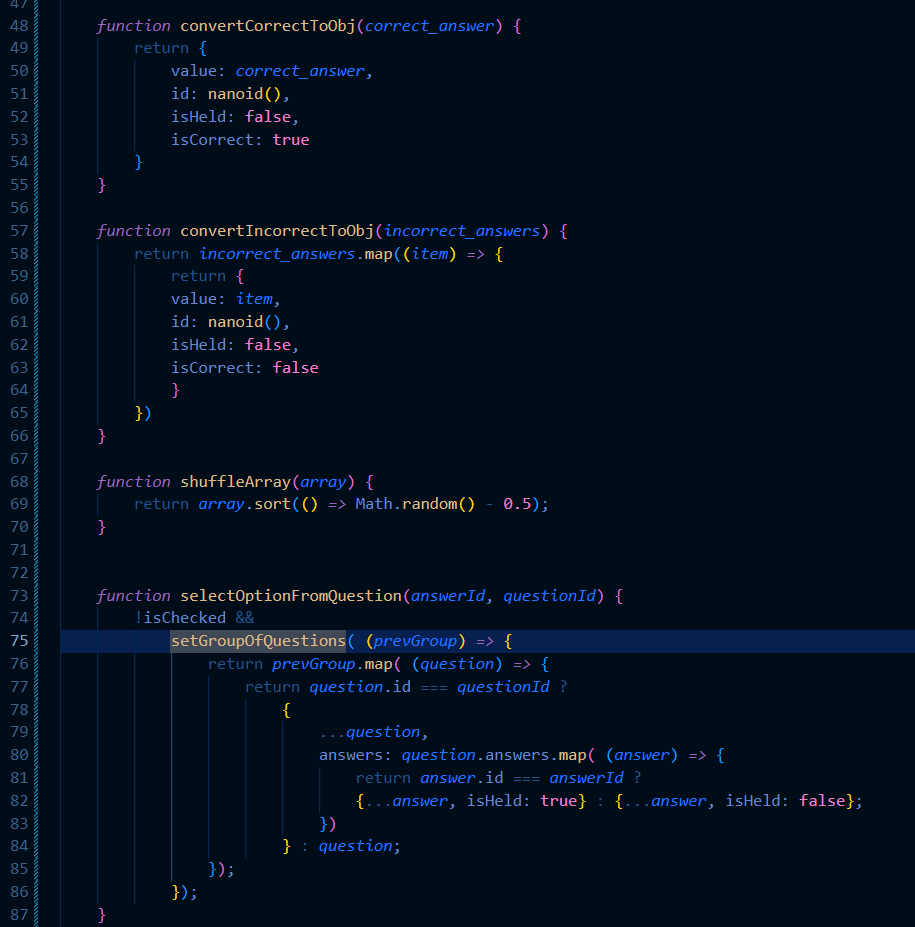 47
48 function convertCorrectToObj(correct_answer) {
49 return {
50 value: correct_answer,
51 id: nanoid(),
52 isHeld: false,
53 isCorrect: true
54 }
55 }
56
57 function convertIncorrectToObj(incorrect_answers) {
58 return incorrect_answers.map((item) => {
59 return {
60 value: item,
61 id: nanoid(),
62 isHeld: false,
63 isCorrect: false
64 }
65 })
66 }
67
68 function shuffleArray(array) {
69 return array.sort(() => Math.random() - 0.5);
70 }
71
72
73 function selectOptionFromQuestion(answerId, questionId) {
74 !isChecked &&
75 setGroupOfQuestions( (prevGroup) => {
76 return prevGroup.map( (question) => {
77 return question.id === questionId ?
78 {
79 ...question,
80 answers: question.answers.map( (answer) => {
81 return answer.id === answerId ?
82 {...answer, isHeld: true} : {...answer, isHeld: false};
83 })
84 } : question;
85 });
86 });
87 }